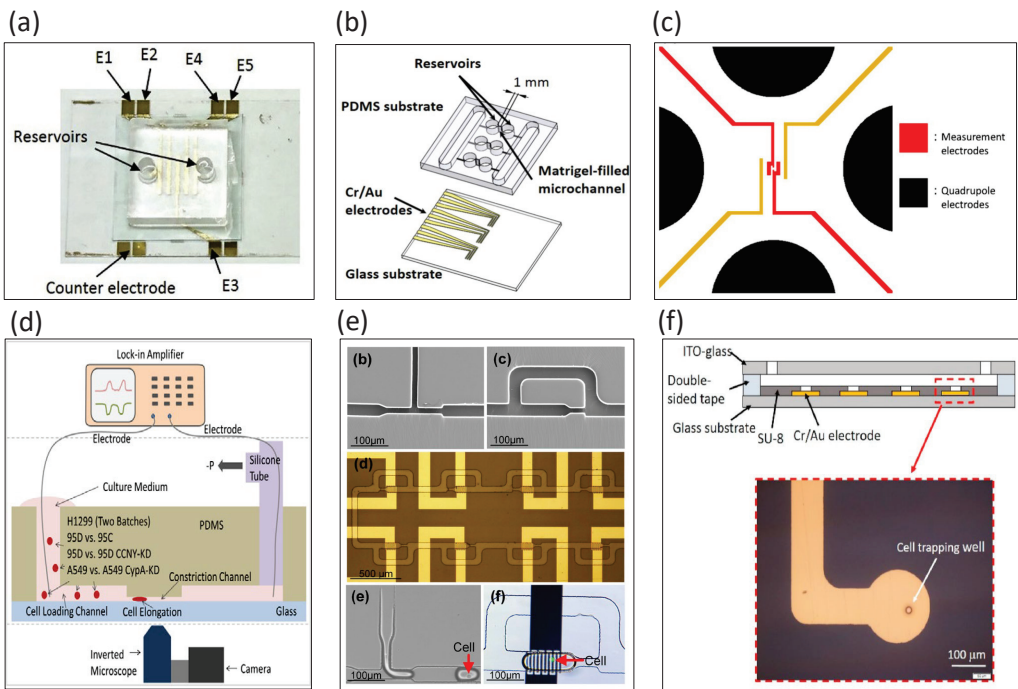 (a)
E1
E2
E4
E5
Reservoirs
Counter electrode
E3
(b)
Reservoirs
1 mm
PDMS substrate
Matrigel-filled
microchannel
Cr/Au
electrodes
Glass substrate
(c)
: Measurement
electrodes
: Quadrupole
electrodes
(d)
Lock-in Amplifier
Electrode
Electrode
-P
Silicone
Tube
Culture Medium
H1299 (Two Batches)
95D vs. 95C
95D vs. 95D CCNY-KD
A549 vs. A549 CypA-KD
PDMS
Constriction Channel
Cell Loading Channel
Cell Elongation
Glass
Inverted
Microscope
Camera
(e)
(b)
100µm
(c)
100µm
(d)
500 µm
(e)
Cell
100µm
(f)
Cell
100µm
(f)
ITO-glass
Double-
sided tape
Glass substrate
SU-8
Cr/Au electrode
Cell trapping well
100 µm